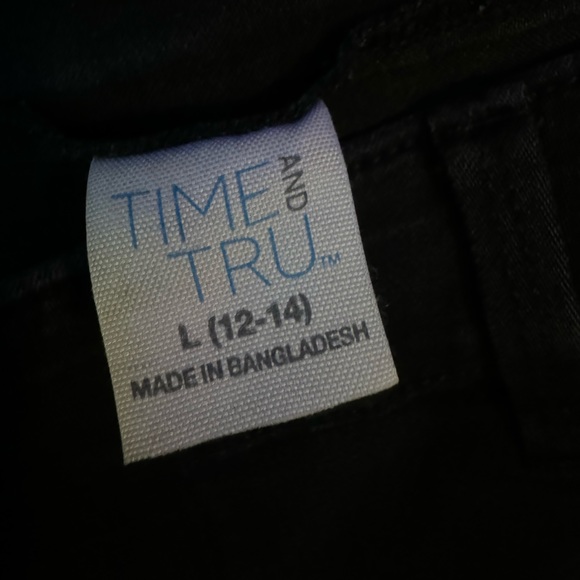 TIME AND
TRU™
L (12-14)
MADE IN BANGLADESH